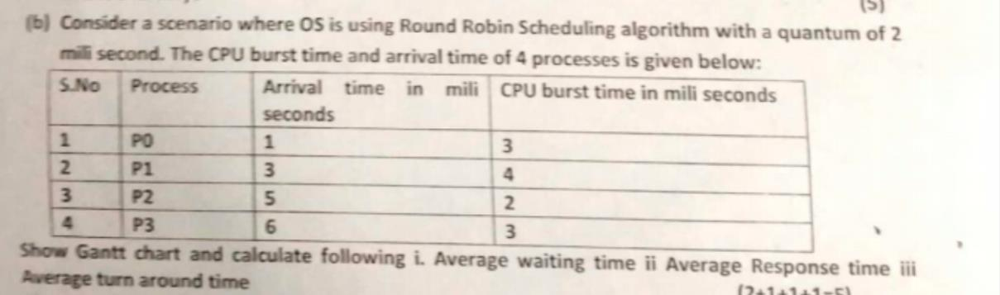 (5)
(b) Consider a scenario where OS is using Round Robin Scheduling algorithm with a quantum of 2
mili second. The CPU burst time and arrival time of 4 processes is given below:
S.No Process Arrival time in mili seconds CPU burst time in mili seconds
1 P0 1 3
2 P1 3 4
3 P2 5 2
4 P3 6 3
Show Gantt chart and calculate following i. Average waiting time ii Average Response time iii
Average turn around time
(2+1+1+1=5)